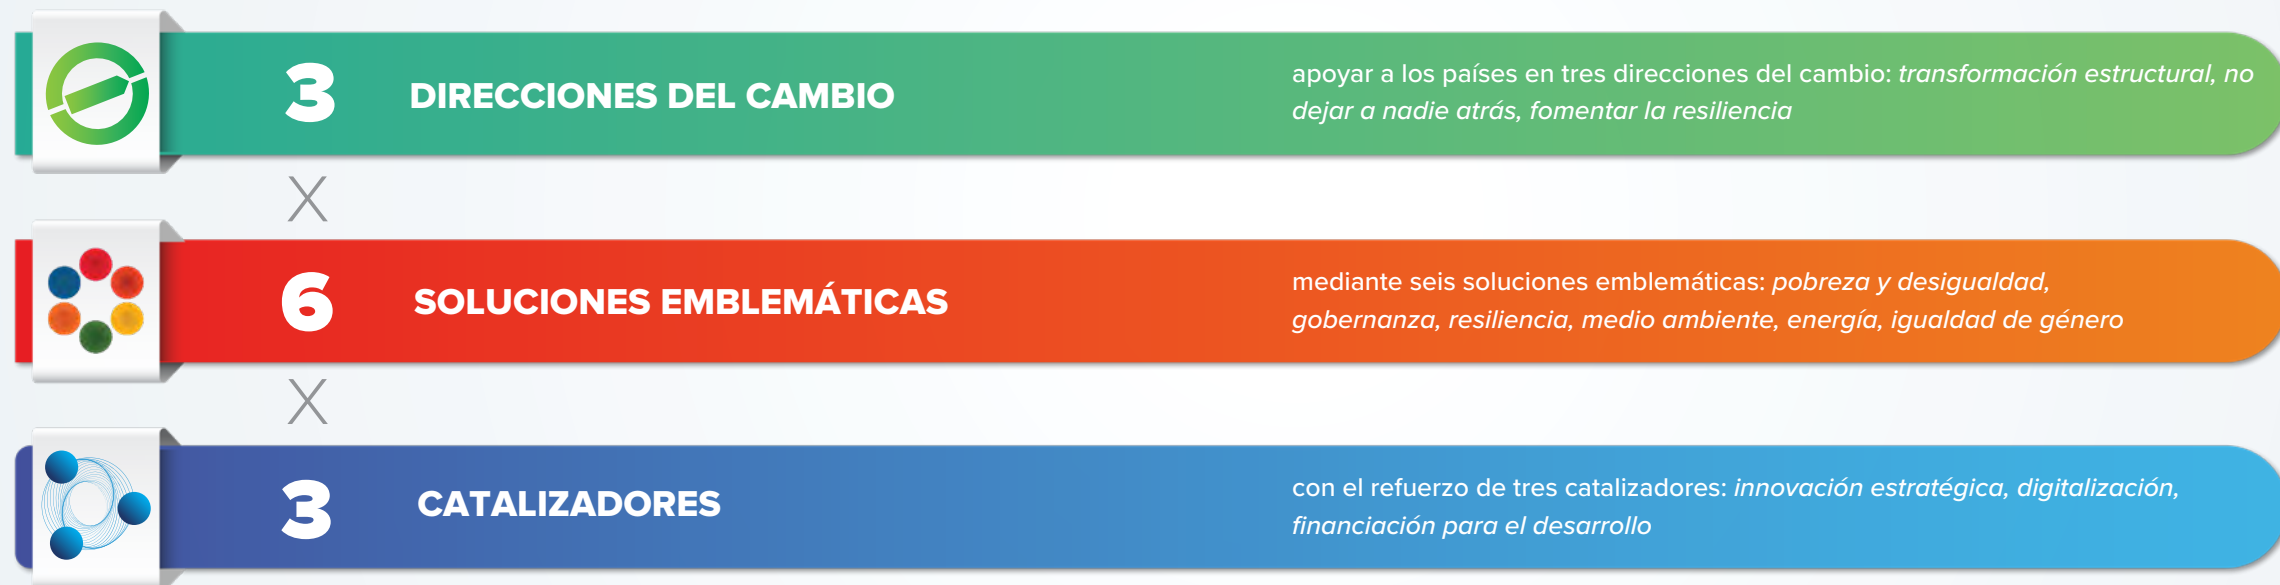 3 DIRECCIONES DEL CAMBIO
apoyar a los países en tres direcciones del cambio: transformación estructural, no
dejar a nadie atrás, fomentar la resiliencia
X
6 SOLUCIONES EMBLEMÁTICAS
mediante seis soluciones emblemáticas: pobreza y desigualdad,
gobernanza, resiliencia, medio ambiente, energía, igualdad de género
X
3 CATALIZADORES
con el refuerzo de tres catalizadores: innovación estratégica, digitalización,
financiación para el desarrollo